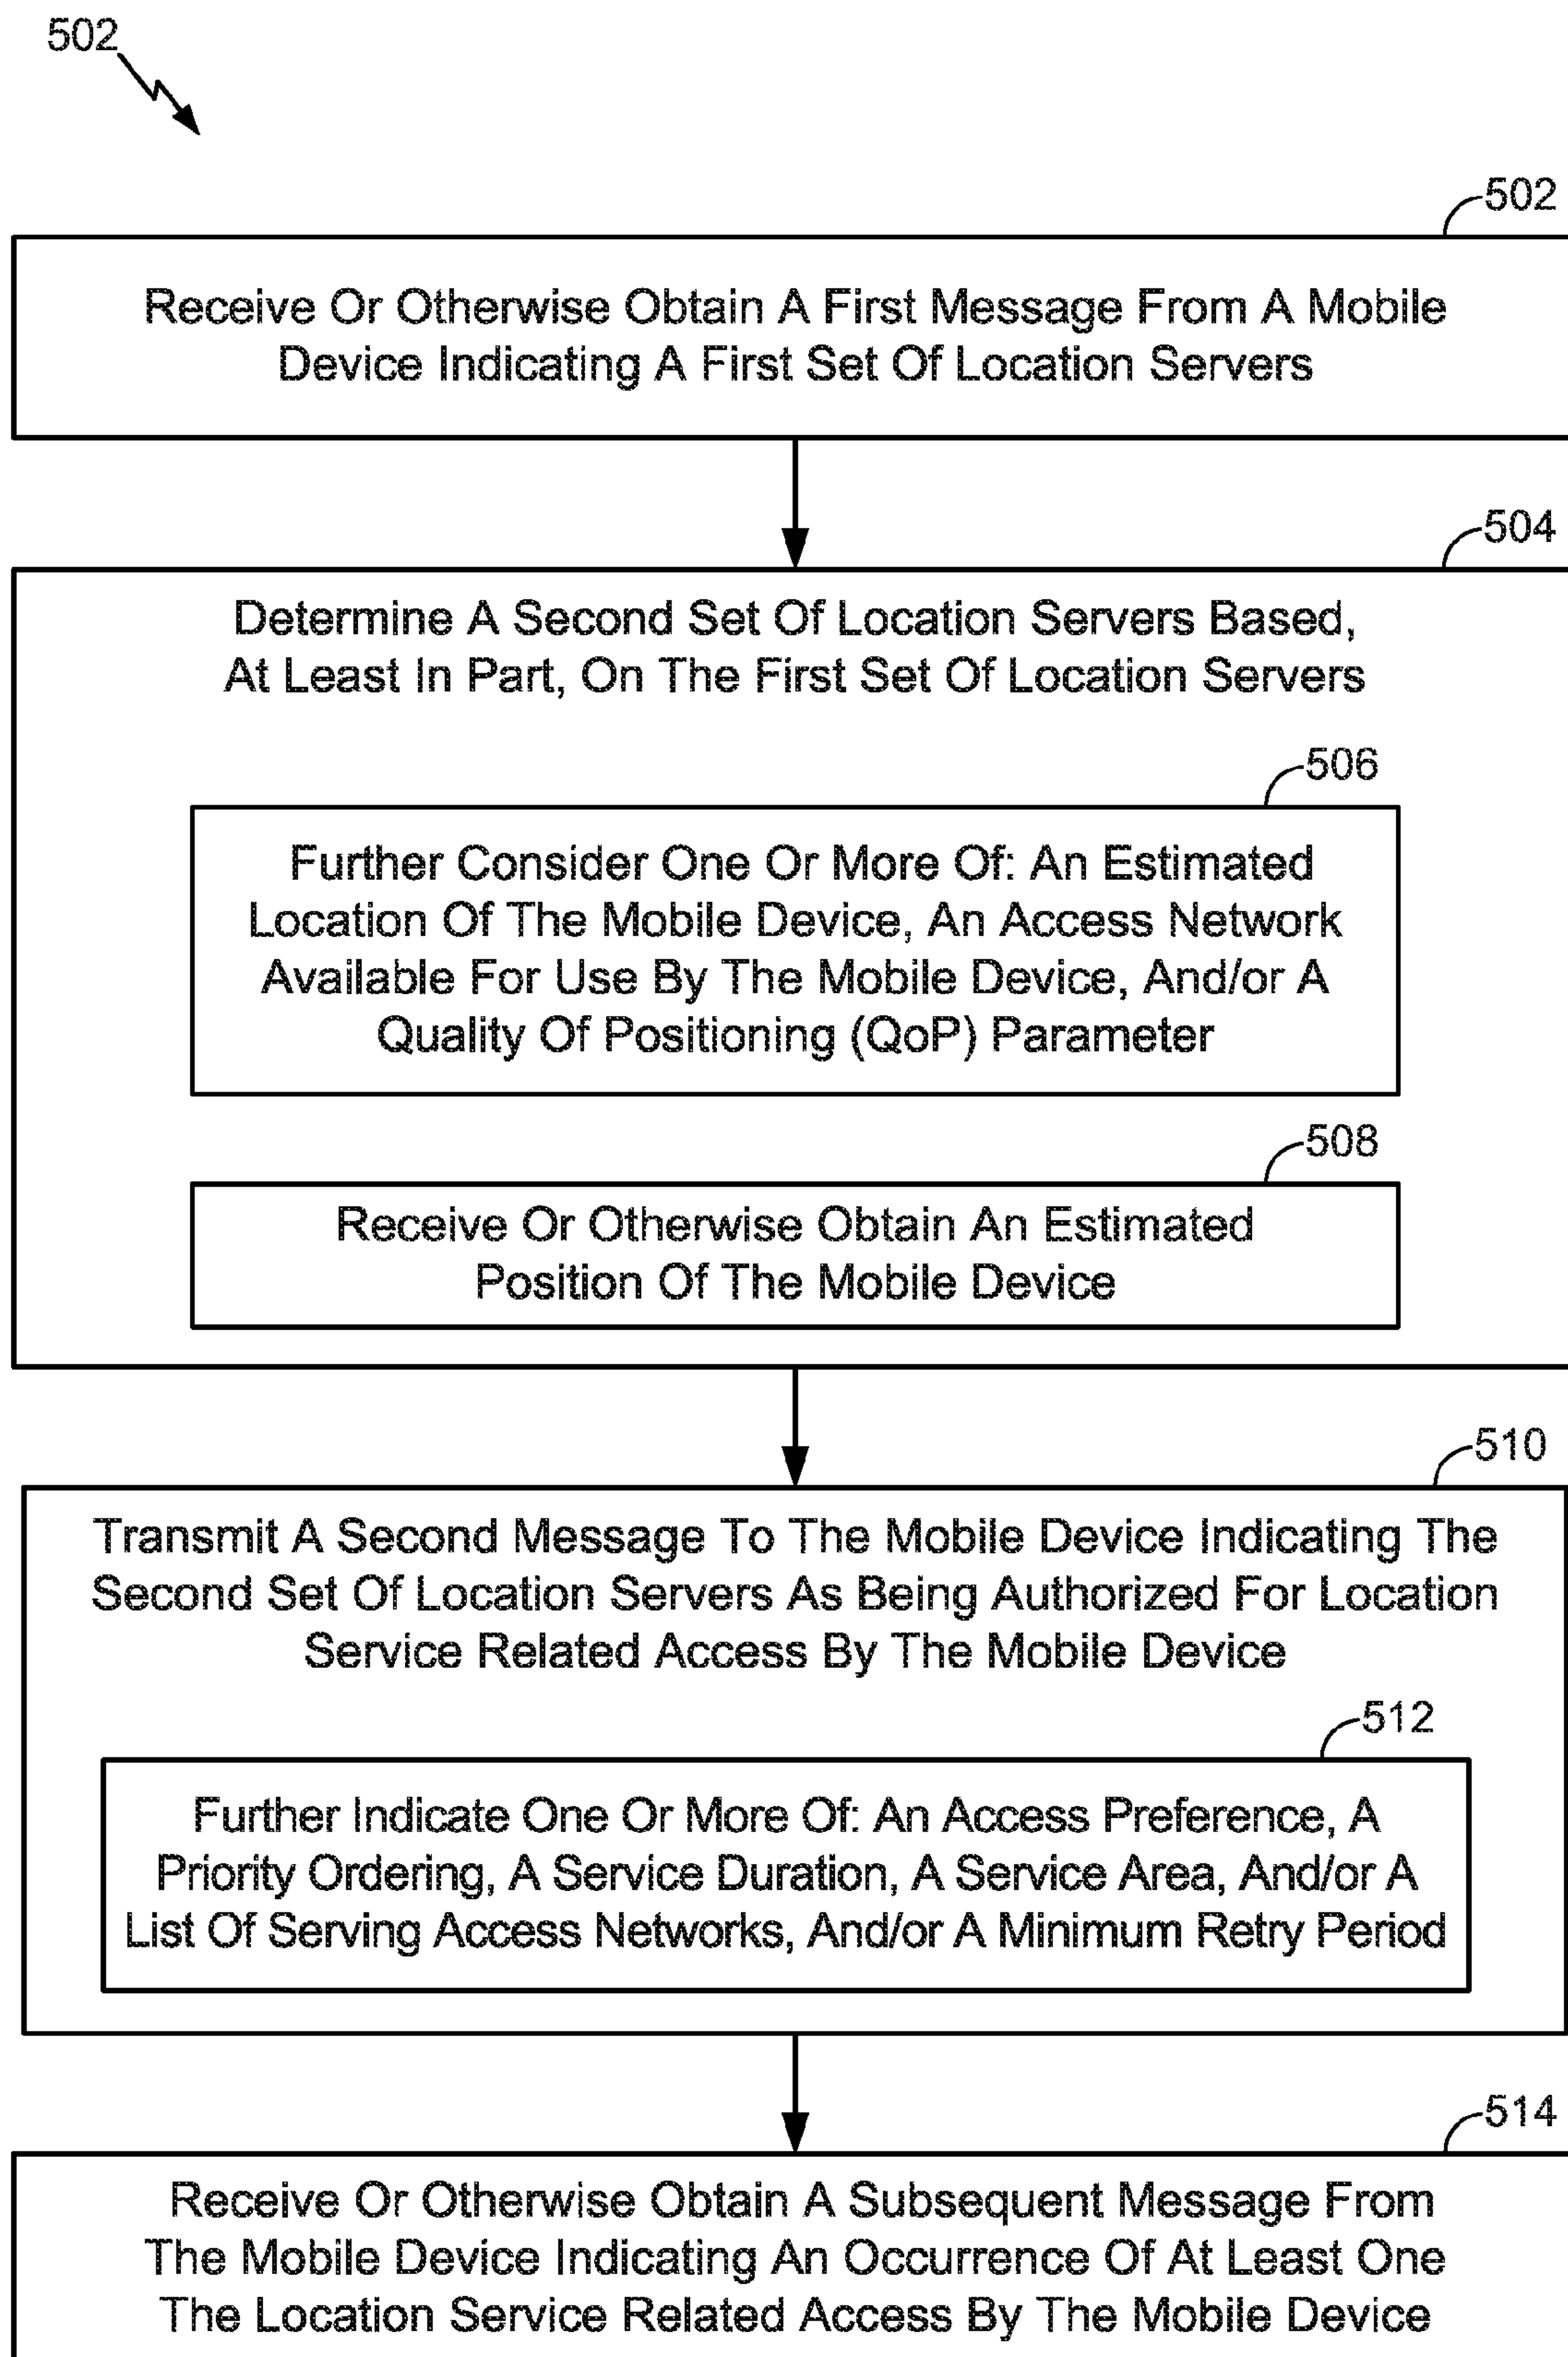 502
502
Receive Or Otherwise Obtain A First Message From A Mobile
Device Indicating A First Set Of Location Servers
504
Determine A Second Set Of Location Servers Based,
At Least In Part, On The First Set Of Location Servers
506
Further Consider One Or More Of: An Estimated
Location Of The Mobile Device, An Access Network
Available For Use By The Mobile Device, And/or A
Quality Of Positioning (QoP) Parameter
508
Receive Or Otherwise Obtain An Estimated
Position Of The Mobile Device
510
Transmit A Second Message To The Mobile Device Indicating The
Second Set Of Location Servers As Being Authorized For Location
Service Related Access By The Mobile Device
512
Further Indicate One Or More Of: An Access Preference, A
Priority Ordering, A Service Duration, A Service Area, And/or A
List Of Serving Access Networks, And/or A Minimum Retry Period
514
Receive Or Otherwise Obtain A Subsequent Message From
The Mobile Device Indicating An Occurrence Of At Least One
The Location Service Related Access By The Mobile Device